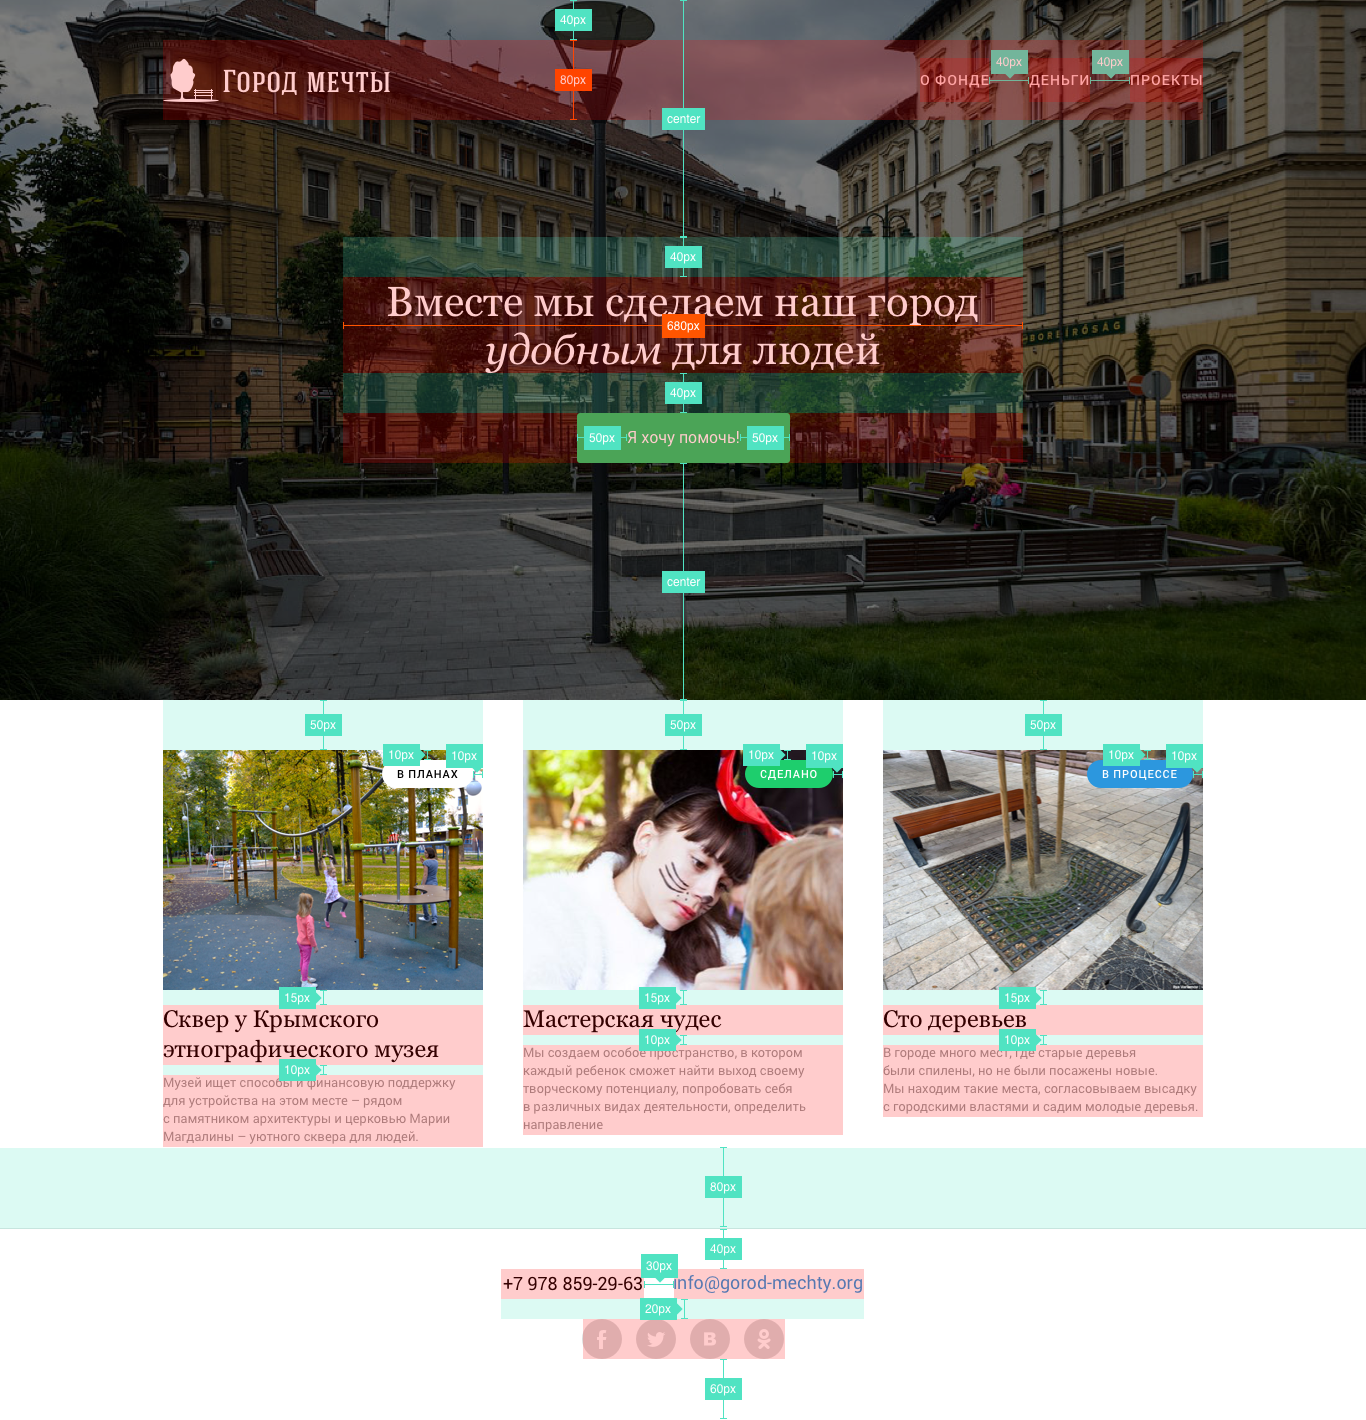 40px
80px
Город мечты
О ФОНДЕ
40px
ДЕНЬГИ
40px
ПРОЕКТЫ
center
40px
Вместе мы сделаем наш город
680px
удобным для людей
40px
50px
Я хочу помочь!
50px
center
50px
50px
50px
10px
10px
В ПЛАНАХ
10px
10px
СДЕЛАНО
10px
10px
В ПРОЦЕССЕ
15px
Сквер у Крымского
этнографического музея
10px
Музей ищет способы и финансовую поддержку
для устройства на этом месте – рядом
с памятником архитектуры и церковью Марии
Магдалины – уютного сквера для людей.
15px
Мастерская чудес
10px
Мы создаем особое пространство, в котором
каждый ребенок сможет найти выход своему
творческому потенциалу, попробовать себя
в различных видах деятельности, определить
направление
15px
Сто деревьев
10px
В городе много мест, где старые деревья
были спилены, но не были посажены новые.
Мы находим такие места, согласовываем высадку
с городскими властями и садим молодые деревья.
80px
40px
30px
+7 978 859-29-63
info@gorod-mechty.org
20px
60px